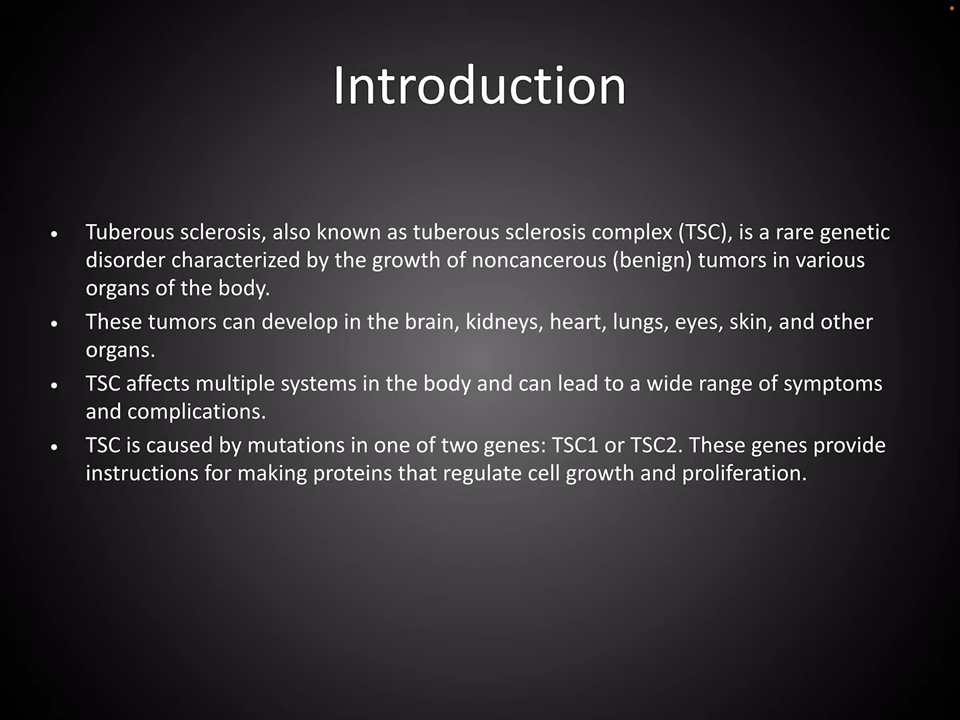 Introduction
• Tuberous sclerosis, also known as tuberous sclerosis complex (TSC), is a rare genetic
disorder characterized by the growth of noncancerous (benign) tumors in various
organs of the body.
• These tumors can develop in the brain, kidneys, heart, lungs, eyes, skin, and other
organs.
• TSC affects multiple systems in the body and can lead to a wide range of symptoms
and complications.
• TSC is caused by mutations in one of two genes: TSC1 or TSC2. These genes provide
instructions for making proteins that regulate cell growth and proliferation.